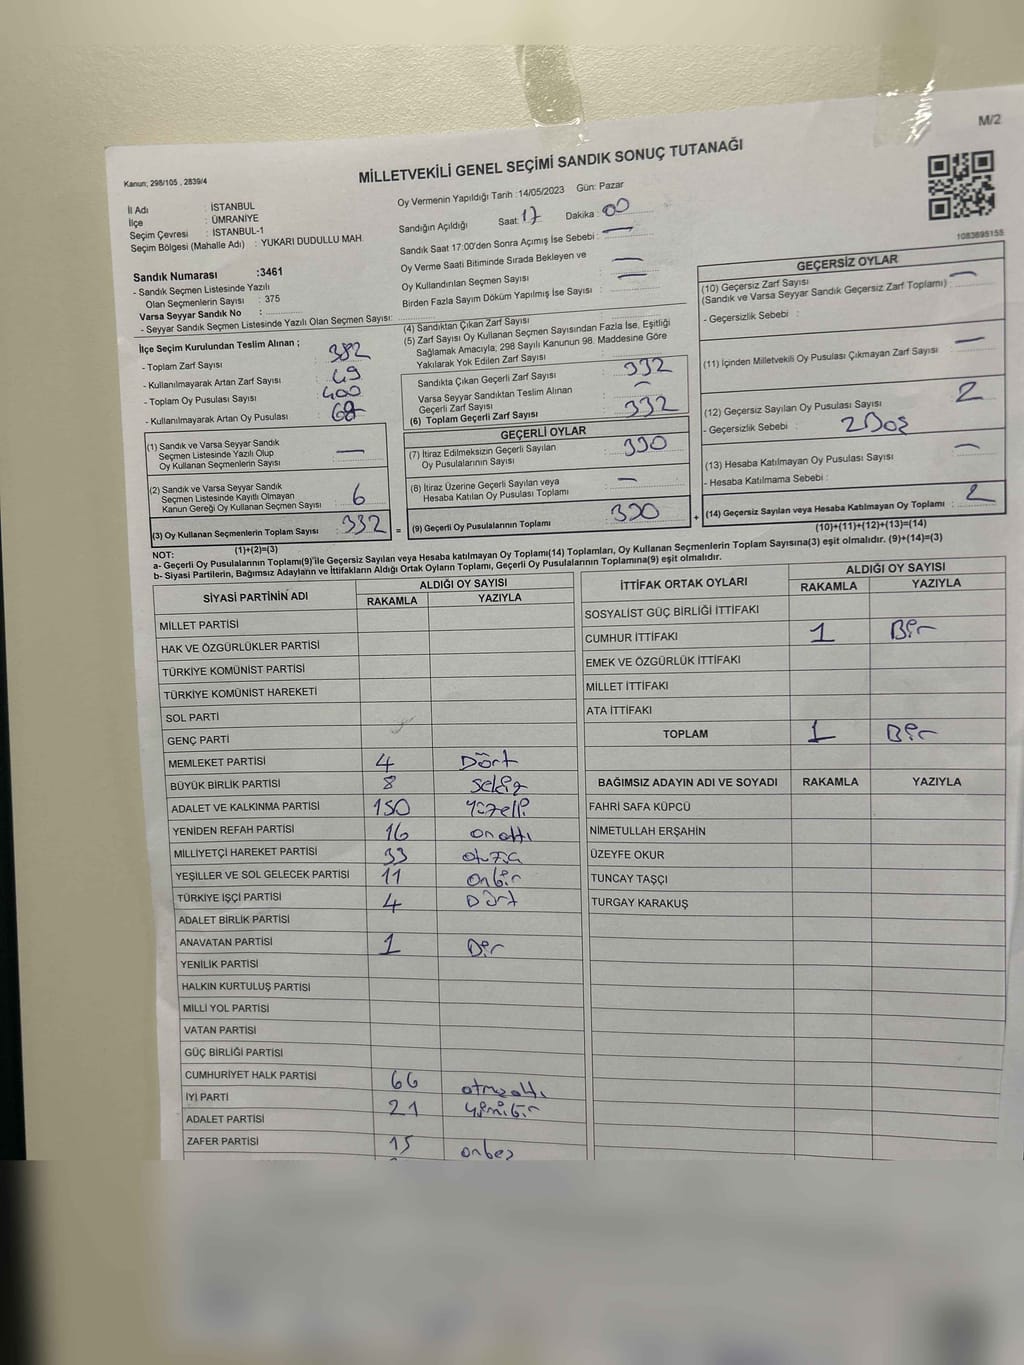 M/2
MİLLETVEKİLİ GENEL SEÇİMİ SANDIK SONUÇ TUTANAĞI
Kanun; 298/105 , 2839/4
İl Adı : İSTANBUL
İlçe : ÜMRANİYE
Seçim Çevresi : İSTANBUL-1
Seçim Bölgesi (Mahalle Adı) : YUKARI DUDULLU MAH.
Oy Vermenin Yapıldığı Tarih :14/05/2023 Gün: Pazar
Sandığın Açıldığı Saat: 17 Dakika : 00
Sandık Saat 17:00'den Sonra Açımış İse Sebebi : —
Oy Verme Saati Bitiminde Sırada Bekleyen ve
Oy Kullandırılan Seçmen Sayısı —
Birden Fazla Sayım Döküm Yapılmış İse Sayısı : —
1083695155
Sandık Numarası :3461
- Sandık Seçmen Listesinde Yazılı
Olan Seçmenlerin Sayısı : 375
Varsa Seyyar Sandık No :
- Seyyar Sandık Seçmen Listesinde Yazılı Olan Seçmen Sayısı:
İlçe Seçim Kurulundan Teslim Alınan ;
- Toplam Zarf Sayısı : 382
- Kullanılmayarak Artan Zarf Sayısı : 49
- Toplam Oy Pusulası Sayısı : 400
- Kullanılmayarak Artan Oy Pusulası :
(1) Sandık ve Varsa Seyyar Sandık
Seçmen Listesinde Yazılı Olup
Oy Kullanan Seçmenlerin Sayısı : —
(2) Sandık ve Varsa Seyyar Sandık
Seçmen Listesinde Kayıtlı Olmayan
Kanun Gereği Oy Kullanan Seçmen Sayısı : 6
(3) Oy Kullanan Seçmenlerin Toplam Sayısı : 332 =
(1)+(2)=(3)
(4) Sandıktan Çıkan Zarf Sayısı
(5) Zarf Sayısı Oy Kullanan Seçmen Sayısından Fazla İse, Eşitliği
Sağlamak Amacıyla, 298 Sayılı Kanunun 98. Maddesine Göre
Yakılarak Yok Edilen Zarf Sayısı :
Sandıkta Çıkan Geçerli Zarf Sayısı : 332
Varsa Seyyar Sandıktan Teslim Alınan
Geçerli Zarf Sayısı : —
(6) Toplam Geçerli Zarf Sayısı : 332
GEÇERLİ OYLAR
(7) İtiraz Edilmeksizin Geçerli Sayılan
Oy Pusulalarının Sayısı : 330
(8) İtiraz Üzerine Geçerli Sayılan veya
Hesaba Katılan Oy Pusulası Toplamı : —
(9) Geçerli Oy Pusulalarının Toplamı : 330 +
GEÇERSİZ OYLAR
(10) Geçersiz Zarf Sayısı : —
(Sandık ve Varsa Seyyar Sandık Geçersiz Zarf Toplamı)
- Geçersizlik Sebebi :
(11) İçinden Milletvekili Oy Pusulası Çıkmayan Zarf Sayısı : —
(12) Geçersiz Sayılan Oy Pusulası Sayısı : 2
- Geçersizlik Sebebi : 2 Boş
(13) Hesaba Katılmayan Oy Pusulası Sayısı : —
- Hesaba Katılmama Sebebi :
(14) Geçersiz Sayılan veya Hesaba Katılmayan Oy Toplamı : 2
(10)+(11)+(12)+(13)=(14)
NOT:
a- Geçerli Oy Pusulalarının Toplamı(9)'ile Geçersiz Sayılan veya Hesaba katılmayan Oy Toplamı(14) Toplamları, Oy Kullanan Seçmenlerin Toplam Sayısına(3) eşit olmalıdır. (9)+(14)=(3)
b- Siyasi Partilerin, Bağımsız Adayların ve İttifakların Aldığı Ortak Oyların Toplamı, Geçerli Oy Pusulalarının Toplamına(9) eşit olmalıdır.
SİYASİ PARTİNİN ADI ALDIĞI OY SAYISI
RAKAMLA YAZIYLA
MİLLET PARTİSİ
HAK VE ÖZGÜRLÜKLER PARTİSİ
TÜRKİYE KOMÜNİST PARTİSİ
TÜRKİYE KOMÜNİST HAREKETİ
SOL PARTİ
GENÇ PARTİ
MEMLEKET PARTİSİ 4 Dört
BÜYÜK BİRLİK PARTİSİ 8 sekiz
ADALET VE KALKINMA PARTİSİ 150 Yüzelli
YENİDEN REFAH PARTİSİ 16 onaltı
MİLLİYETÇİ HAREKET PARTİSİ 33
YEŞİLLER VE SOL GELECEK PARTİSİ 11 onbir
TÜRKİYE İŞÇİ PARTİSİ 4 Dört
ADALET BİRLİK PARTİSİ
ANAVATAN PARTİSİ 1 Bir
YENİLİK PARTİSİ
HALKIN KURTULUŞ PARTİSİ
MİLLİ YOL PARTİSİ
VATAN PARTİSİ
GÜÇ BİRLİĞİ PARTİSİ
CUMHURİYET HALK PARTİSİ 66 atmışaltı
İYİ PARTİ 21 yirmibir
ADALET PARTİSİ
ZAFER PARTİSİ 15 onbeş
İTTİFAK ORTAK OYLARI ALDIĞI OY SAYISI
RAKAMLA YAZIYLA
SOSYALİST GÜÇ BİRLİĞİ İTTİFAKI
CUMHUR İTTİFAKI 1 Bir
EMEK VE ÖZGÜRLÜK İTTİFAKI
MİLLET İTTİFAKI
ATA İTTİFAKI
TOPLAM 1 Bir
BAĞIMSIZ ADAYIN ADI VE SOYADI RAKAMLA YAZIYLA
FAHRİ SAFA KÜPCÜ
NİMETULLAH ERŞAHİN
ÜZEYFE OKUR
TUNCAY TAŞÇI
TURGAY KARAKUŞ